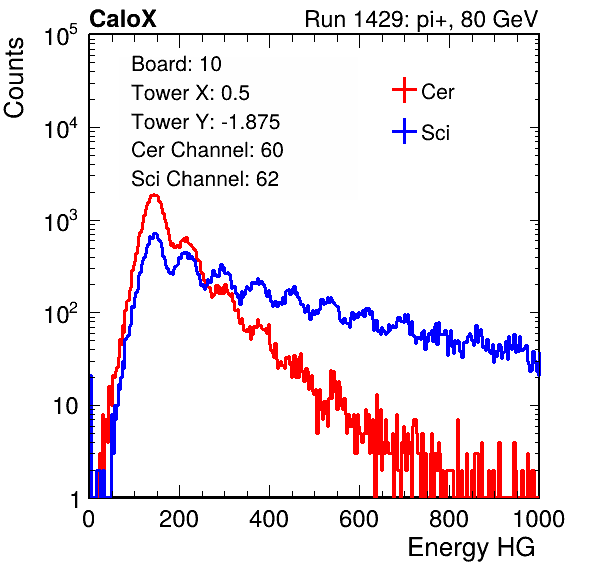 CaloX Run 1429: pi+, 80 GeV
Counts
10^5
10^4
10^3
10^2
10
1
Board: 10
Tower X: 0.5
Tower Y: -1.875
Cer Channel: 60
Sci Channel: 62
Cer
Sci
0 200 400 600 800 1000
Energy HG